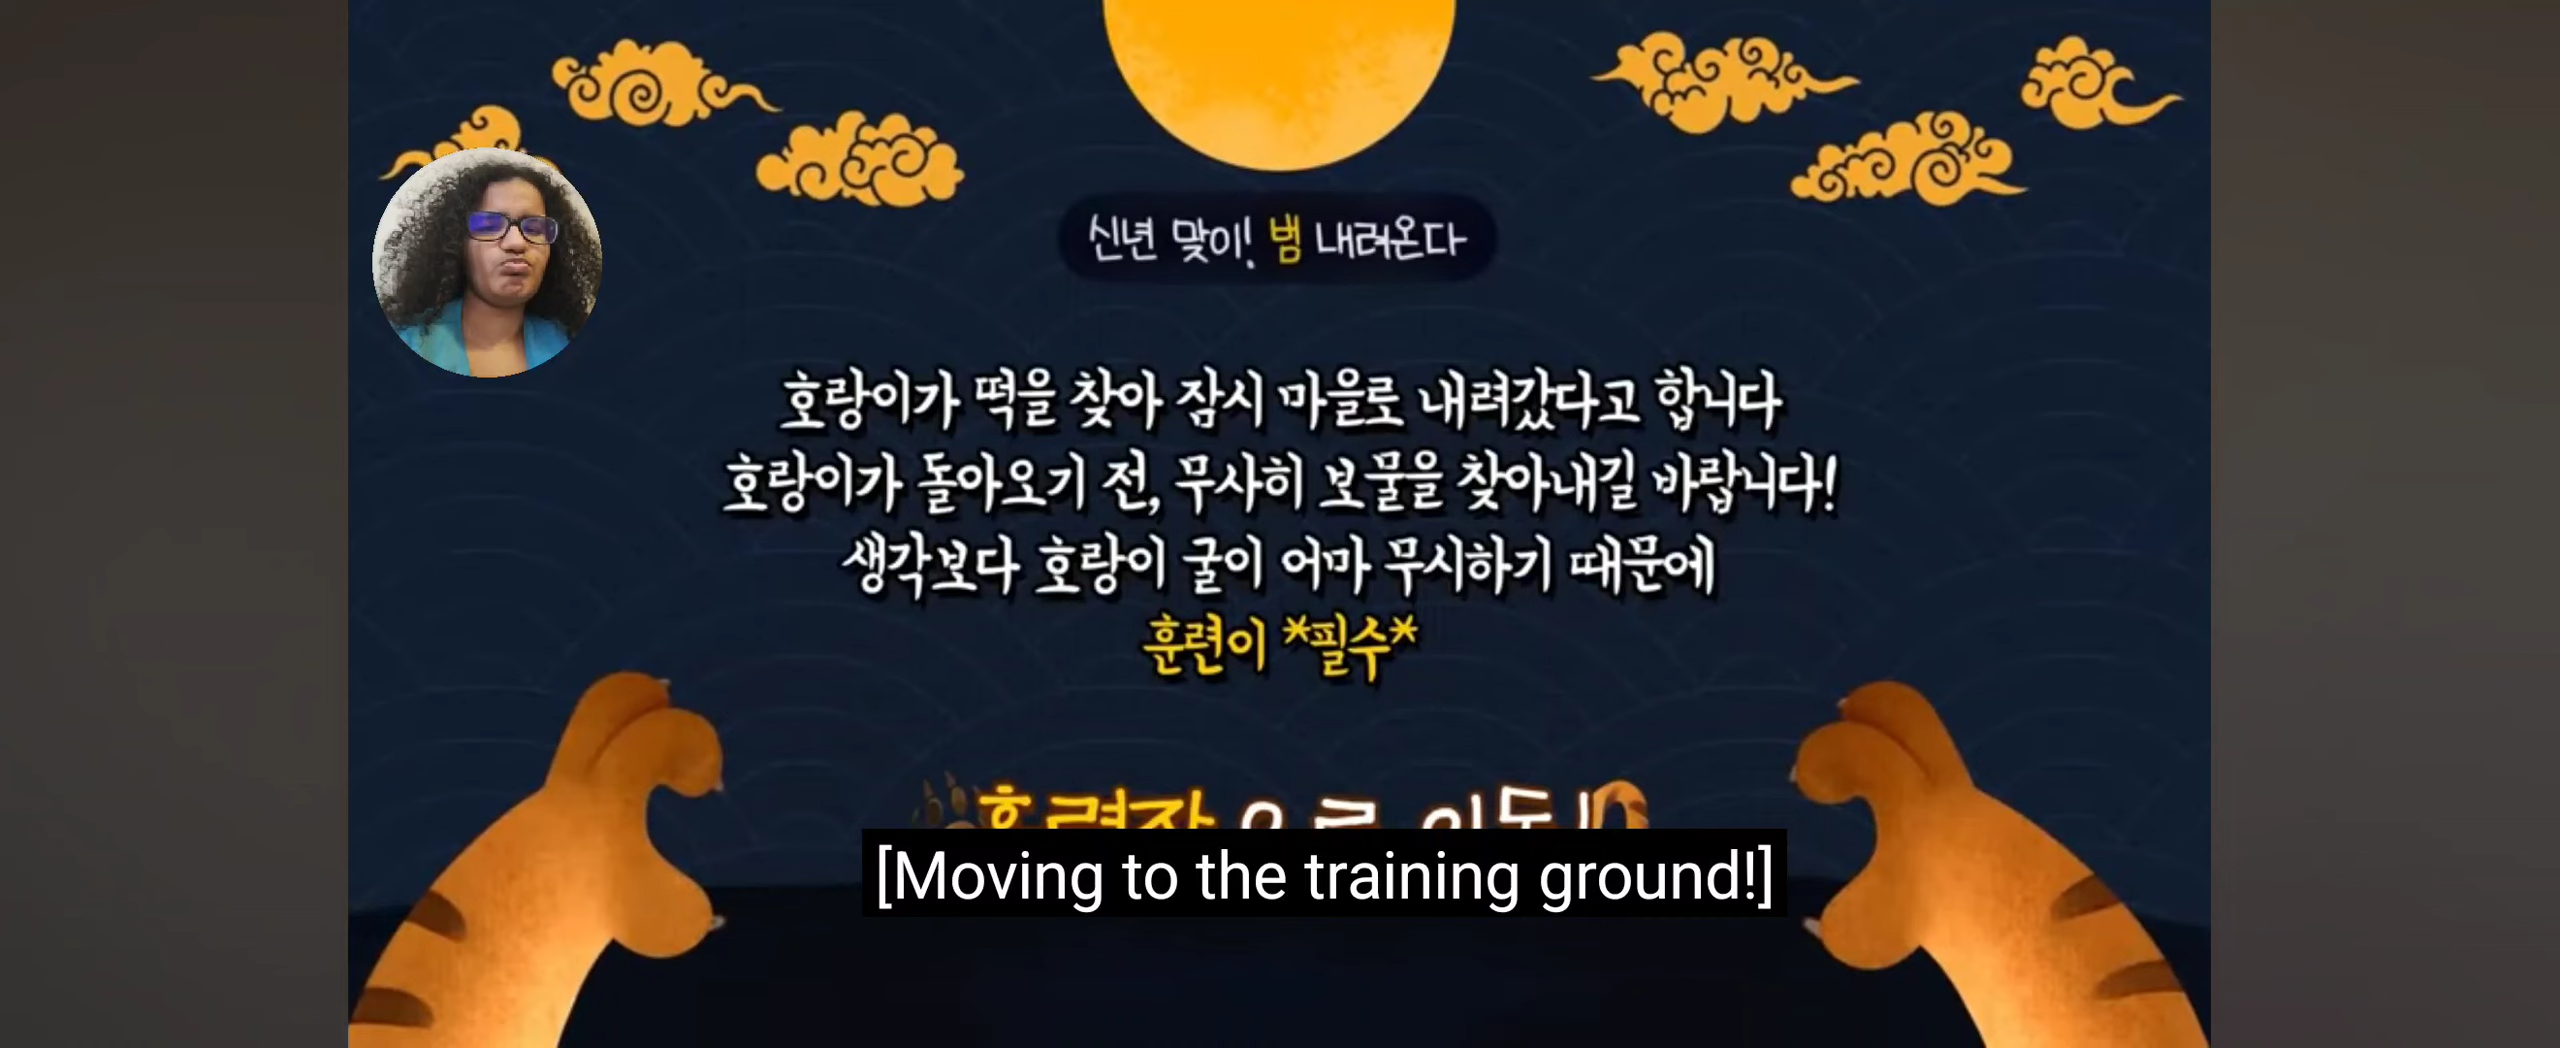 신년 맞이! 범 내려온다
호랑이가 떡을 찾아 잠시 마을로 내려갔다고 합니다
호랑이가 돌아오기 전, 무사히 보물을 찾아내길 바랍니다!
생각보다 호랑이 굴이 어마 무시하기 때문에
훈련이 *필수*
[Moving to the training ground!]